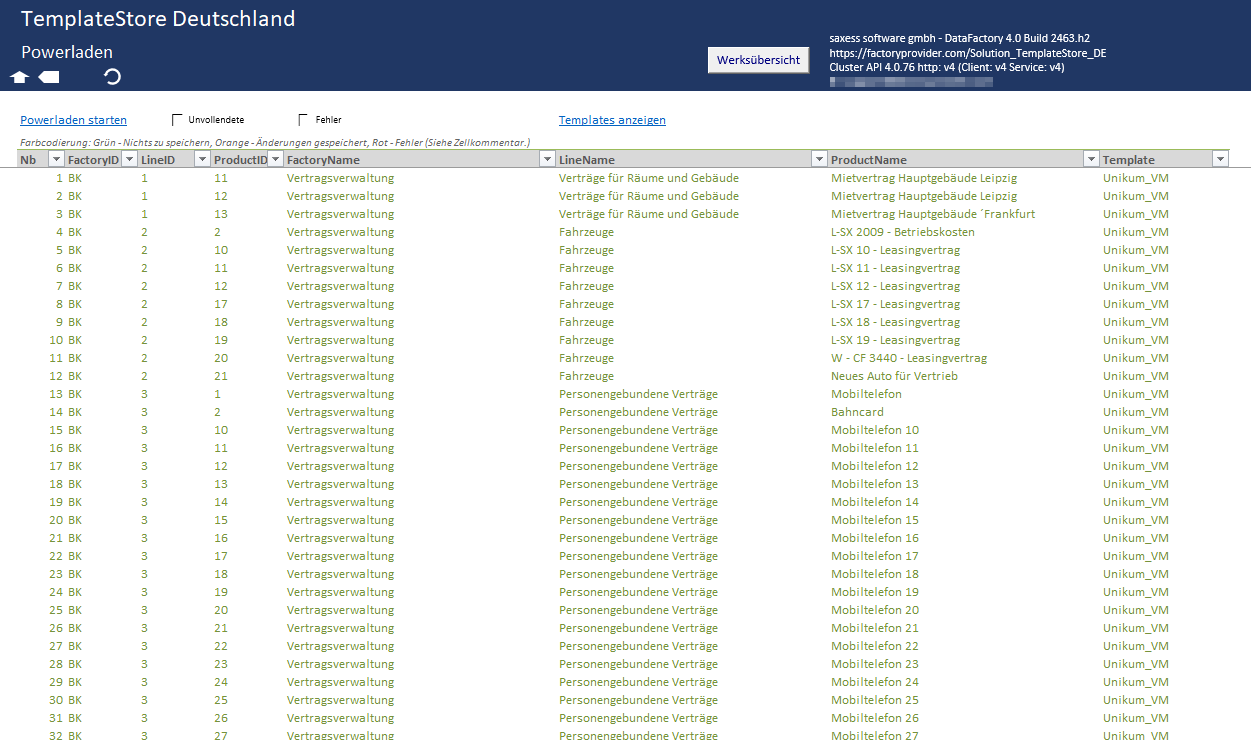 TemplateStore Deutschland
Powerladen
Werksübersicht
saxess software gmbh - DataFactory 4.0 Build 2463.h2
https://factoryprovider.com/Solution_TemplateStore_DE
Cluster API 4.0.76 http: v4 (Client: v4 Service: v4)
Powerladen starten Unvollendete Fehler Templates anzeigen
Farbcodierung: Grün - Nichts zu speichern, Orange - Änderungen gespeichert, Rot - Fehler (Siehe Zellkommentar.)
Nb FactoryID LineID ProductID FactoryName LineName ProductName Template
1 BK 1 11 Vertragsverwaltung Verträge für Räume und Gebäude Mietvertrag Hauptgebäude Leipzig Unikum_VM
2 BK 1 12 Vertragsverwaltung Verträge für Räume und Gebäude Mietvertrag Hauptgebäude Leipzig Unikum_VM
3 BK 1 13 Vertragsverwaltung Verträge für Räume und Gebäude Mietvertrag Hauptgebäude ´Frankfurt Unikum_VM
4 BK 2 2 Vertragsverwaltung Fahrzeuge L-SX 2009 - Betriebskosten Unikum_VM
5 BK 2 10 Vertragsverwaltung Fahrzeuge L-SX 10 - Leasingvertrag Unikum_VM
6 BK 2 11 Vertragsverwaltung Fahrzeuge L-SX 11 - Leasingvertrag Unikum_VM
7 BK 2 12 Vertragsverwaltung Fahrzeuge L-SX 12 - Leasingvertrag Unikum_VM
8 BK 2 17 Vertragsverwaltung Fahrzeuge L-SX 17 - Leasingvertrag Unikum_VM
9 BK 2 18 Vertragsverwaltung Fahrzeuge L-SX 18 - Leasingvertrag Unikum_VM
10 BK 2 19 Vertragsverwaltung Fahrzeuge L-SX 19 - Leasingvertrag Unikum_VM
11 BK 2 20 Vertragsverwaltung Fahrzeuge W - CF 3440 - Leasingvertrag Unikum_VM
12 BK 2 21 Vertragsverwaltung Fahrzeuge Neues Auto für Vertrieb Unikum_VM
13 BK 3 1 Vertragsverwaltung Personengebundene Verträge Mobiltelefon Unikum_VM
14 BK 3 2 Vertragsverwaltung Personengebundene Verträge Bahncard Unikum_VM
15 BK 3 10 Vertragsverwaltung Personengebundene Verträge Mobiltelefon 10 Unikum_VM
16 BK 3 11 Vertragsverwaltung Personengebundene Verträge Mobiltelefon 11 Unikum_VM
17 BK 3 12 Vertragsverwaltung Personengebundene Verträge Mobiltelefon 12 Unikum_VM
18 BK 3 13 Vertragsverwaltung Personengebundene Verträge Mobiltelefon 13 Unikum_VM
19 BK 3 14 Vertragsverwaltung Personengebundene Verträge Mobiltelefon 14 Unikum_VM
20 BK 3 15 Vertragsverwaltung Personengebundene Verträge Mobiltelefon 15 Unikum_VM
21 BK 3 16 Vertragsverwaltung Personengebundene Verträge Mobiltelefon 16 Unikum_VM
22 BK 3 17 Vertragsverwaltung Personengebundene Verträge Mobiltelefon 17 Unikum_VM
23 BK 3 18 Vertragsverwaltung Personengebundene Verträge Mobiltelefon 18 Unikum_VM
24 BK 3 19 Vertragsverwaltung Personengebundene Verträge Mobiltelefon 19 Unikum_VM
25 BK 3 20 Vertragsverwaltung Personengebundene Verträge Mobiltelefon 20 Unikum_VM
26 BK 3 21 Vertragsverwaltung Personengebundene Verträge Mobiltelefon 21 Unikum_VM
27 BK 3 22 Vertragsverwaltung Personengebundene Verträge Mobiltelefon 22 Unikum_VM
28 BK 3 23 Vertragsverwaltung Personengebundene Verträge Mobiltelefon 23 Unikum_VM
29 BK 3 24 Vertragsverwaltung Personengebundene Verträge Mobiltelefon 24 Unikum_VM
30 BK 3 25 Vertragsverwaltung Personengebundene Verträge Mobiltelefon 25 Unikum_VM
31 BK 3 26 Vertragsverwaltung Personengebundene Verträge Mobiltelefon 26 Unikum_VM
32 BK 3 27 Vertragsverwaltung Personengebundene Verträge Mobiltelefon 27 Unikum_VM